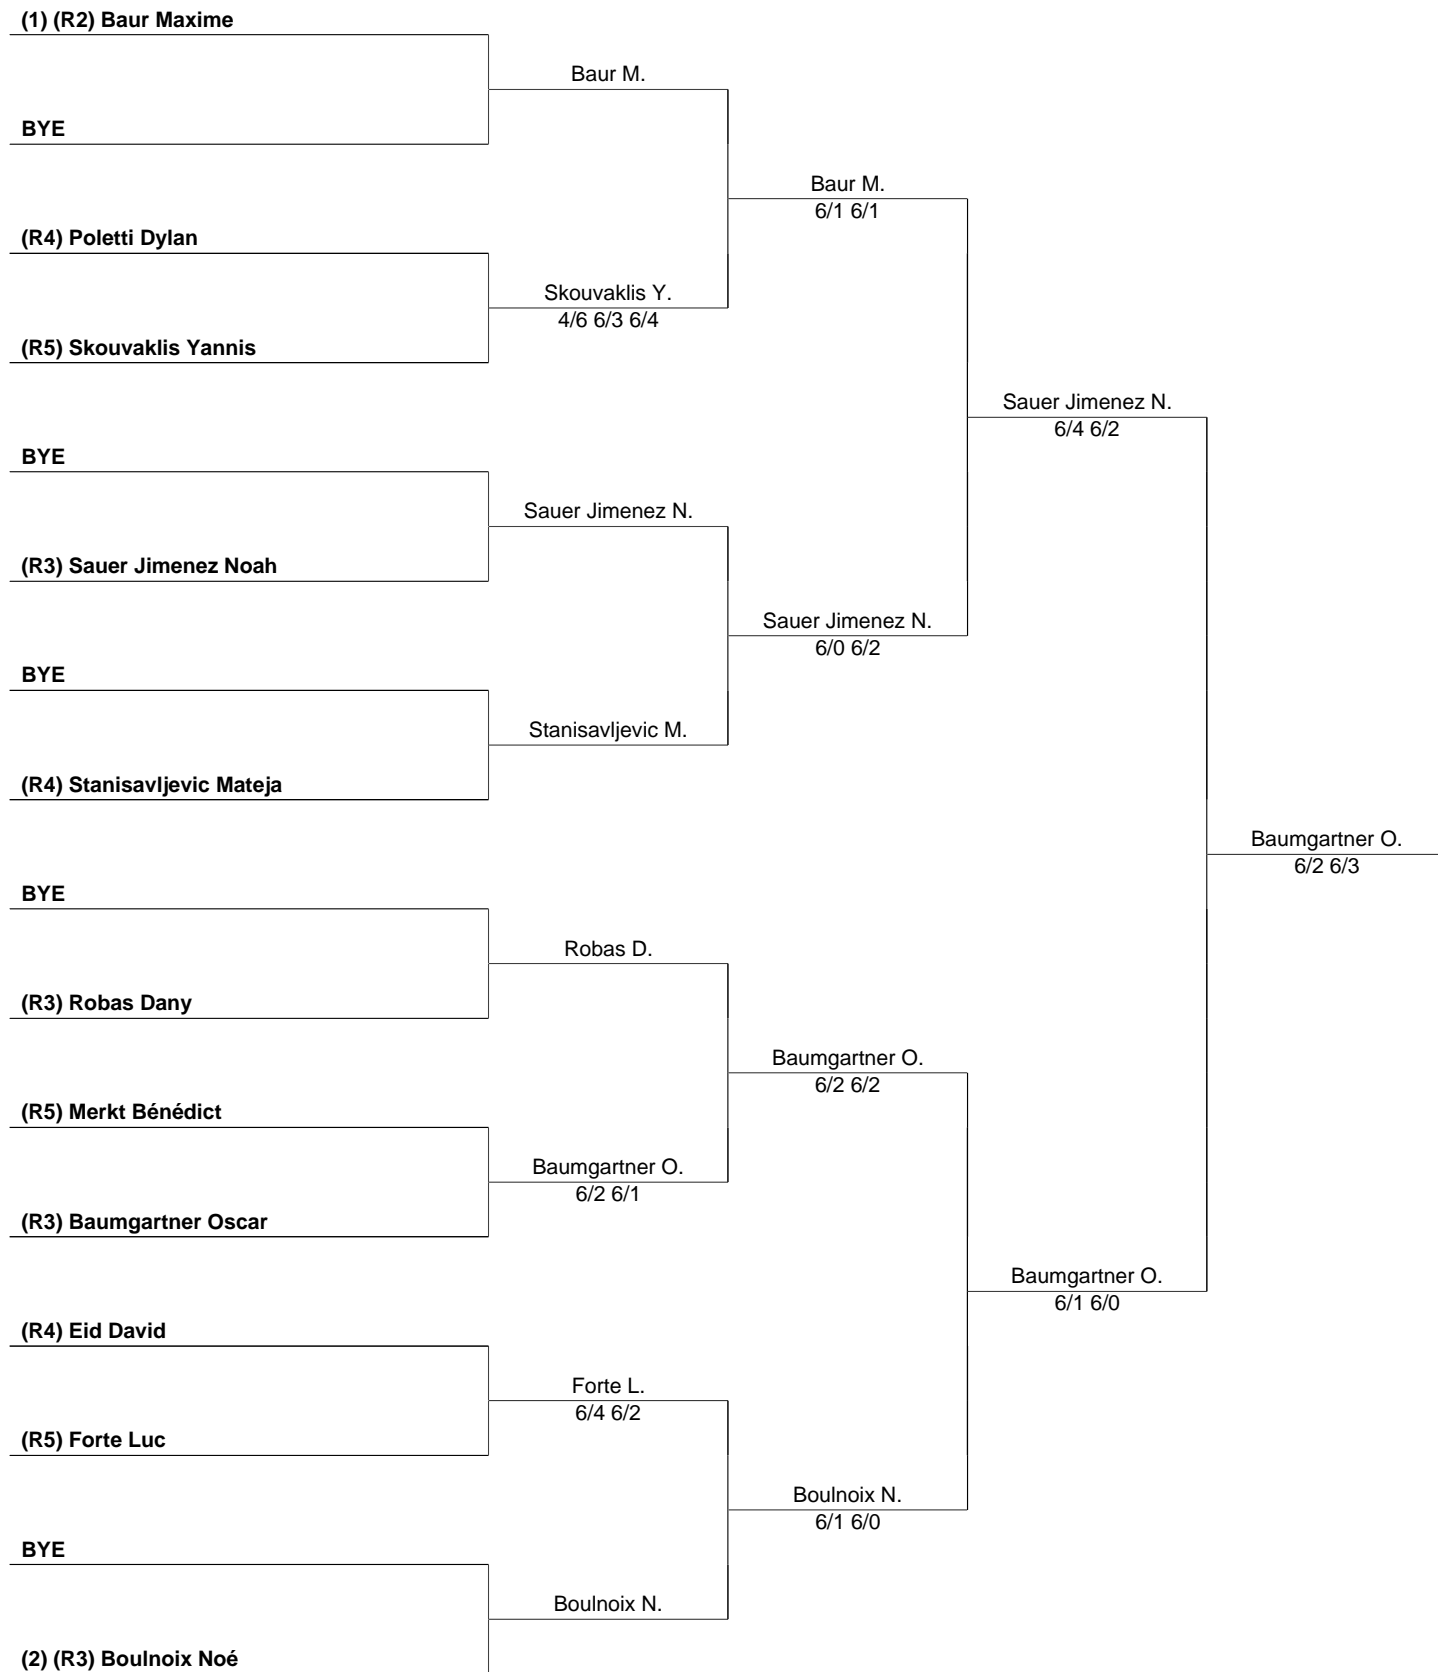 (1) (R2) Baur Maxime
Baur M.
BYE
Baur M.
6/1 6/1
(R4) Poletti Dylan
Skouvaklis Y.
4/6 6/3 6/4
(R5) Skouvaklis Yannis
Sauer Jimenez N.
6/4 6/2
BYE
Sauer Jimenez N.
(R3) Sauer Jimenez Noah
Sauer Jimenez N.
6/0 6/2
BYE
Stanisavljevic M.
(R4) Stanisavljevic Mateja
Baumgartner O.
6/2 6/3
BYE
Robas D.
(R3) Robas Dany
Baumgartner O.
6/2 6/2
(R5) Merkt Bénédict
Baumgartner O.
6/2 6/1
(R3) Baumgartner Oscar
Baumgartner O.
6/1 6/0
(R4) Eid David
Forte L.
6/4 6/2
(R5) Forte Luc
Boulnoix N.
6/1 6/0
BYE
Boulnoix N.
(2) (R3) Boulnoix Noé